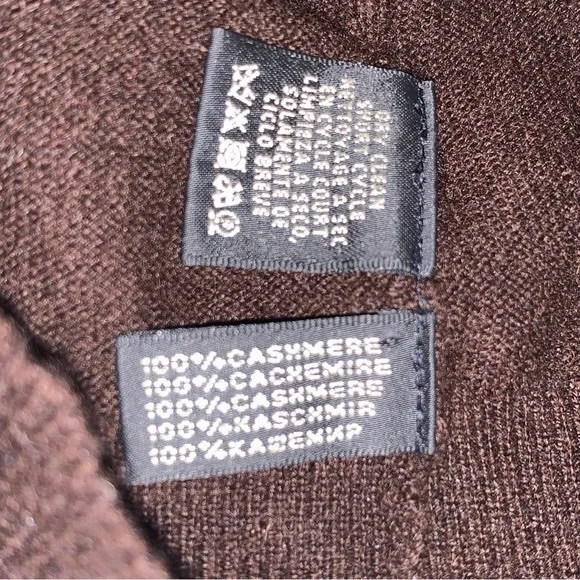 DRY CLEAN
SHORT CYCLE
NETTOYAGE A SEC
EN CYCLE COURT
LIMPIEZA A SECO.
SOLAMENTE DE
CICLO BREVE
100%CASHMERE
100%CACHEMIRE
100%CASHMERE
100%KASCHMIR
100%КАШЕМИР